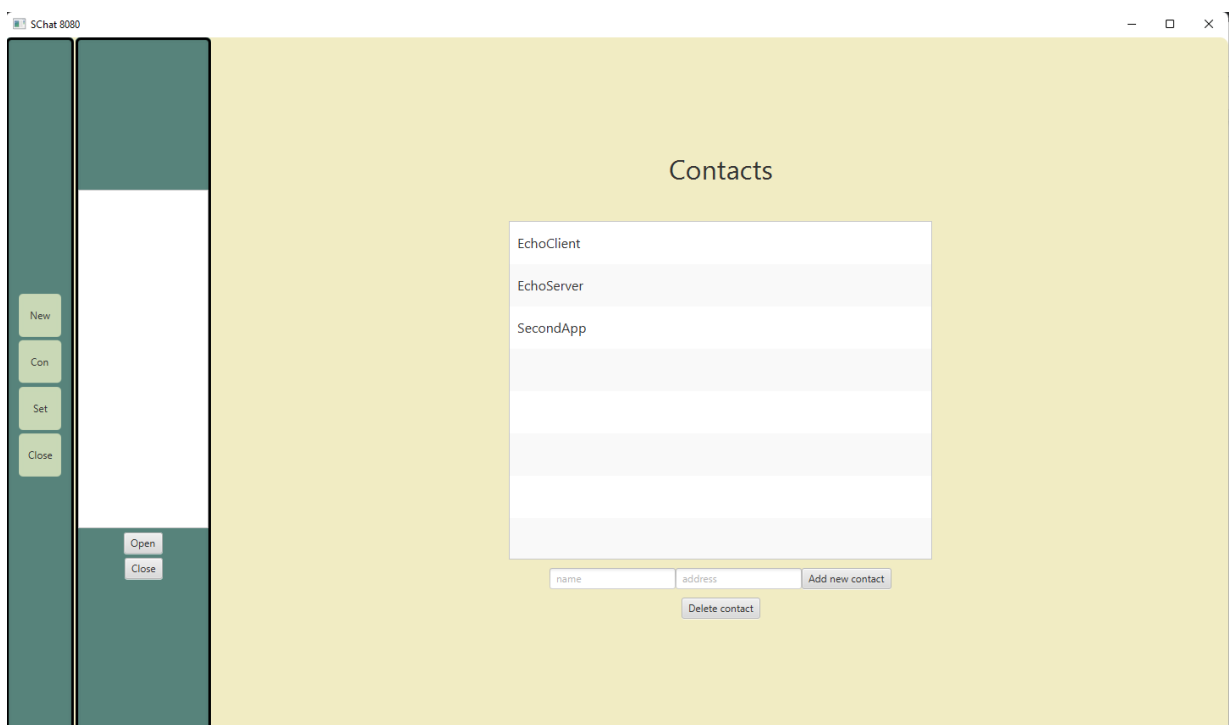 SChat 8080
New
Con
Set
Close
Open
Close
Contacts
EchoClient
EchoServer
SecondApp
name address Add new contact
Delete contact